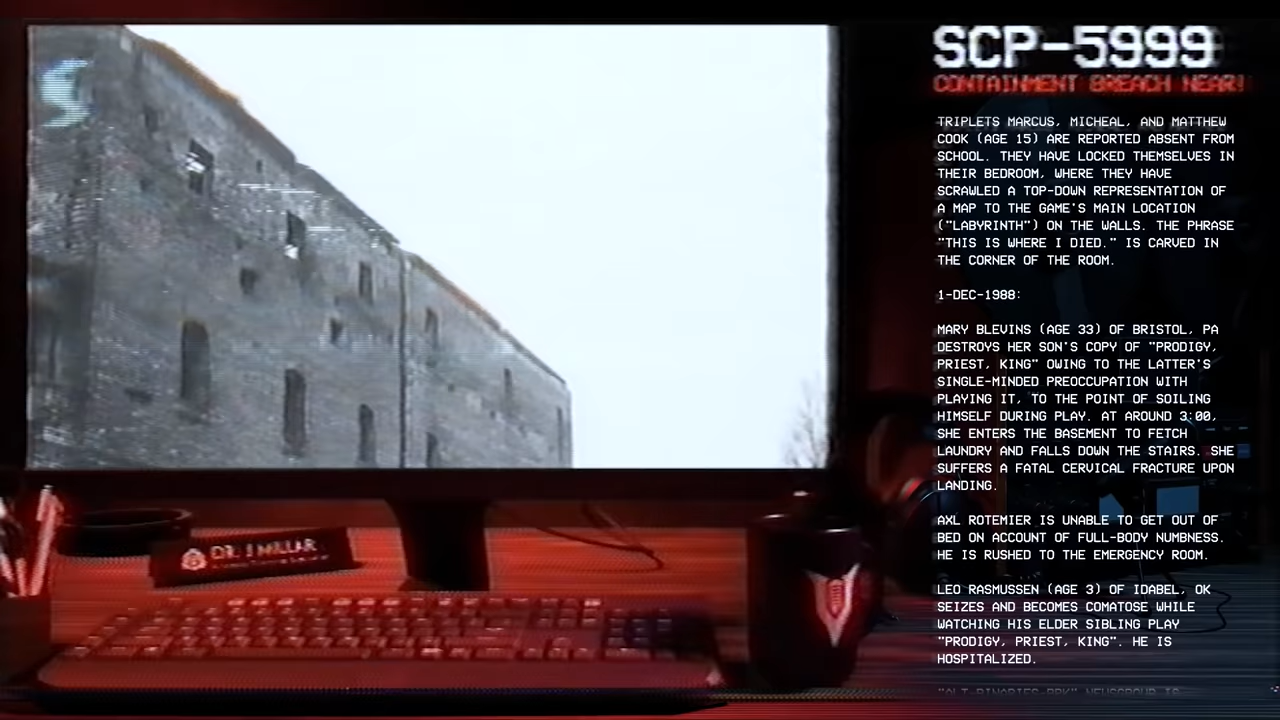 SCP-5999
CONTAINMENT BREACH NEAR!
TRIPLETS MARCUS, MICHEAL, AND MATTHEW
COOK (AGE 15) ARE REPORTED ABSENT FROM
SCHOOL. THEY HAVE LOCKED THEMSELVES IN
THEIR BEDROOM, WHERE THEY HAVE
SCRAWLED A TOP-DOWN REPRESENTATION OF
A MAP TO THE GAME'S MAIN LOCATION
("LABYRINTH") ON THE WALLS. THE PHRASE
"THIS IS WHERE I DIED." IS CARVED IN
THE CORNER OF THE ROOM.
1-DEC-1988:
MARY BLEVINS (AGE 33) OF BRISTOL, PA
DESTROYS HER SON'S COPY OF "PRODIGY,
PRIEST, KING" OWING TO THE LATTER'S
SINGLE-MINDED PREOCCUPATION WITH
PLAYING IT, TO THE POINT OF SOILING
HIMSELF DURING PLAY. AT AROUND 3:00,
SHE ENTERS THE BASEMENT TO FETCH
LAUNDRY AND FALLS DOWN THE STAIRS. SHE
SUFFERS A FATAL CERVICAL FRACTURE UPON
LANDING.
AXL ROTEMIER IS UNABLE TO GET OUT OF
BED ON ACCOUNT OF FULL-BODY NUMBNESS.
HE IS RUSHED TO THE EMERGENCY ROOM.
LEO RASMUSSEN (AGE 3) OF IDABEL, OK
SEIZES AND BECOMES COMATOSE WHILE
WATCHING HIS ELDER SIBLING PLAY
"PRODIGY, PRIEST, KING". HE IS
HOSPITALIZED.
DR. J MILLAR